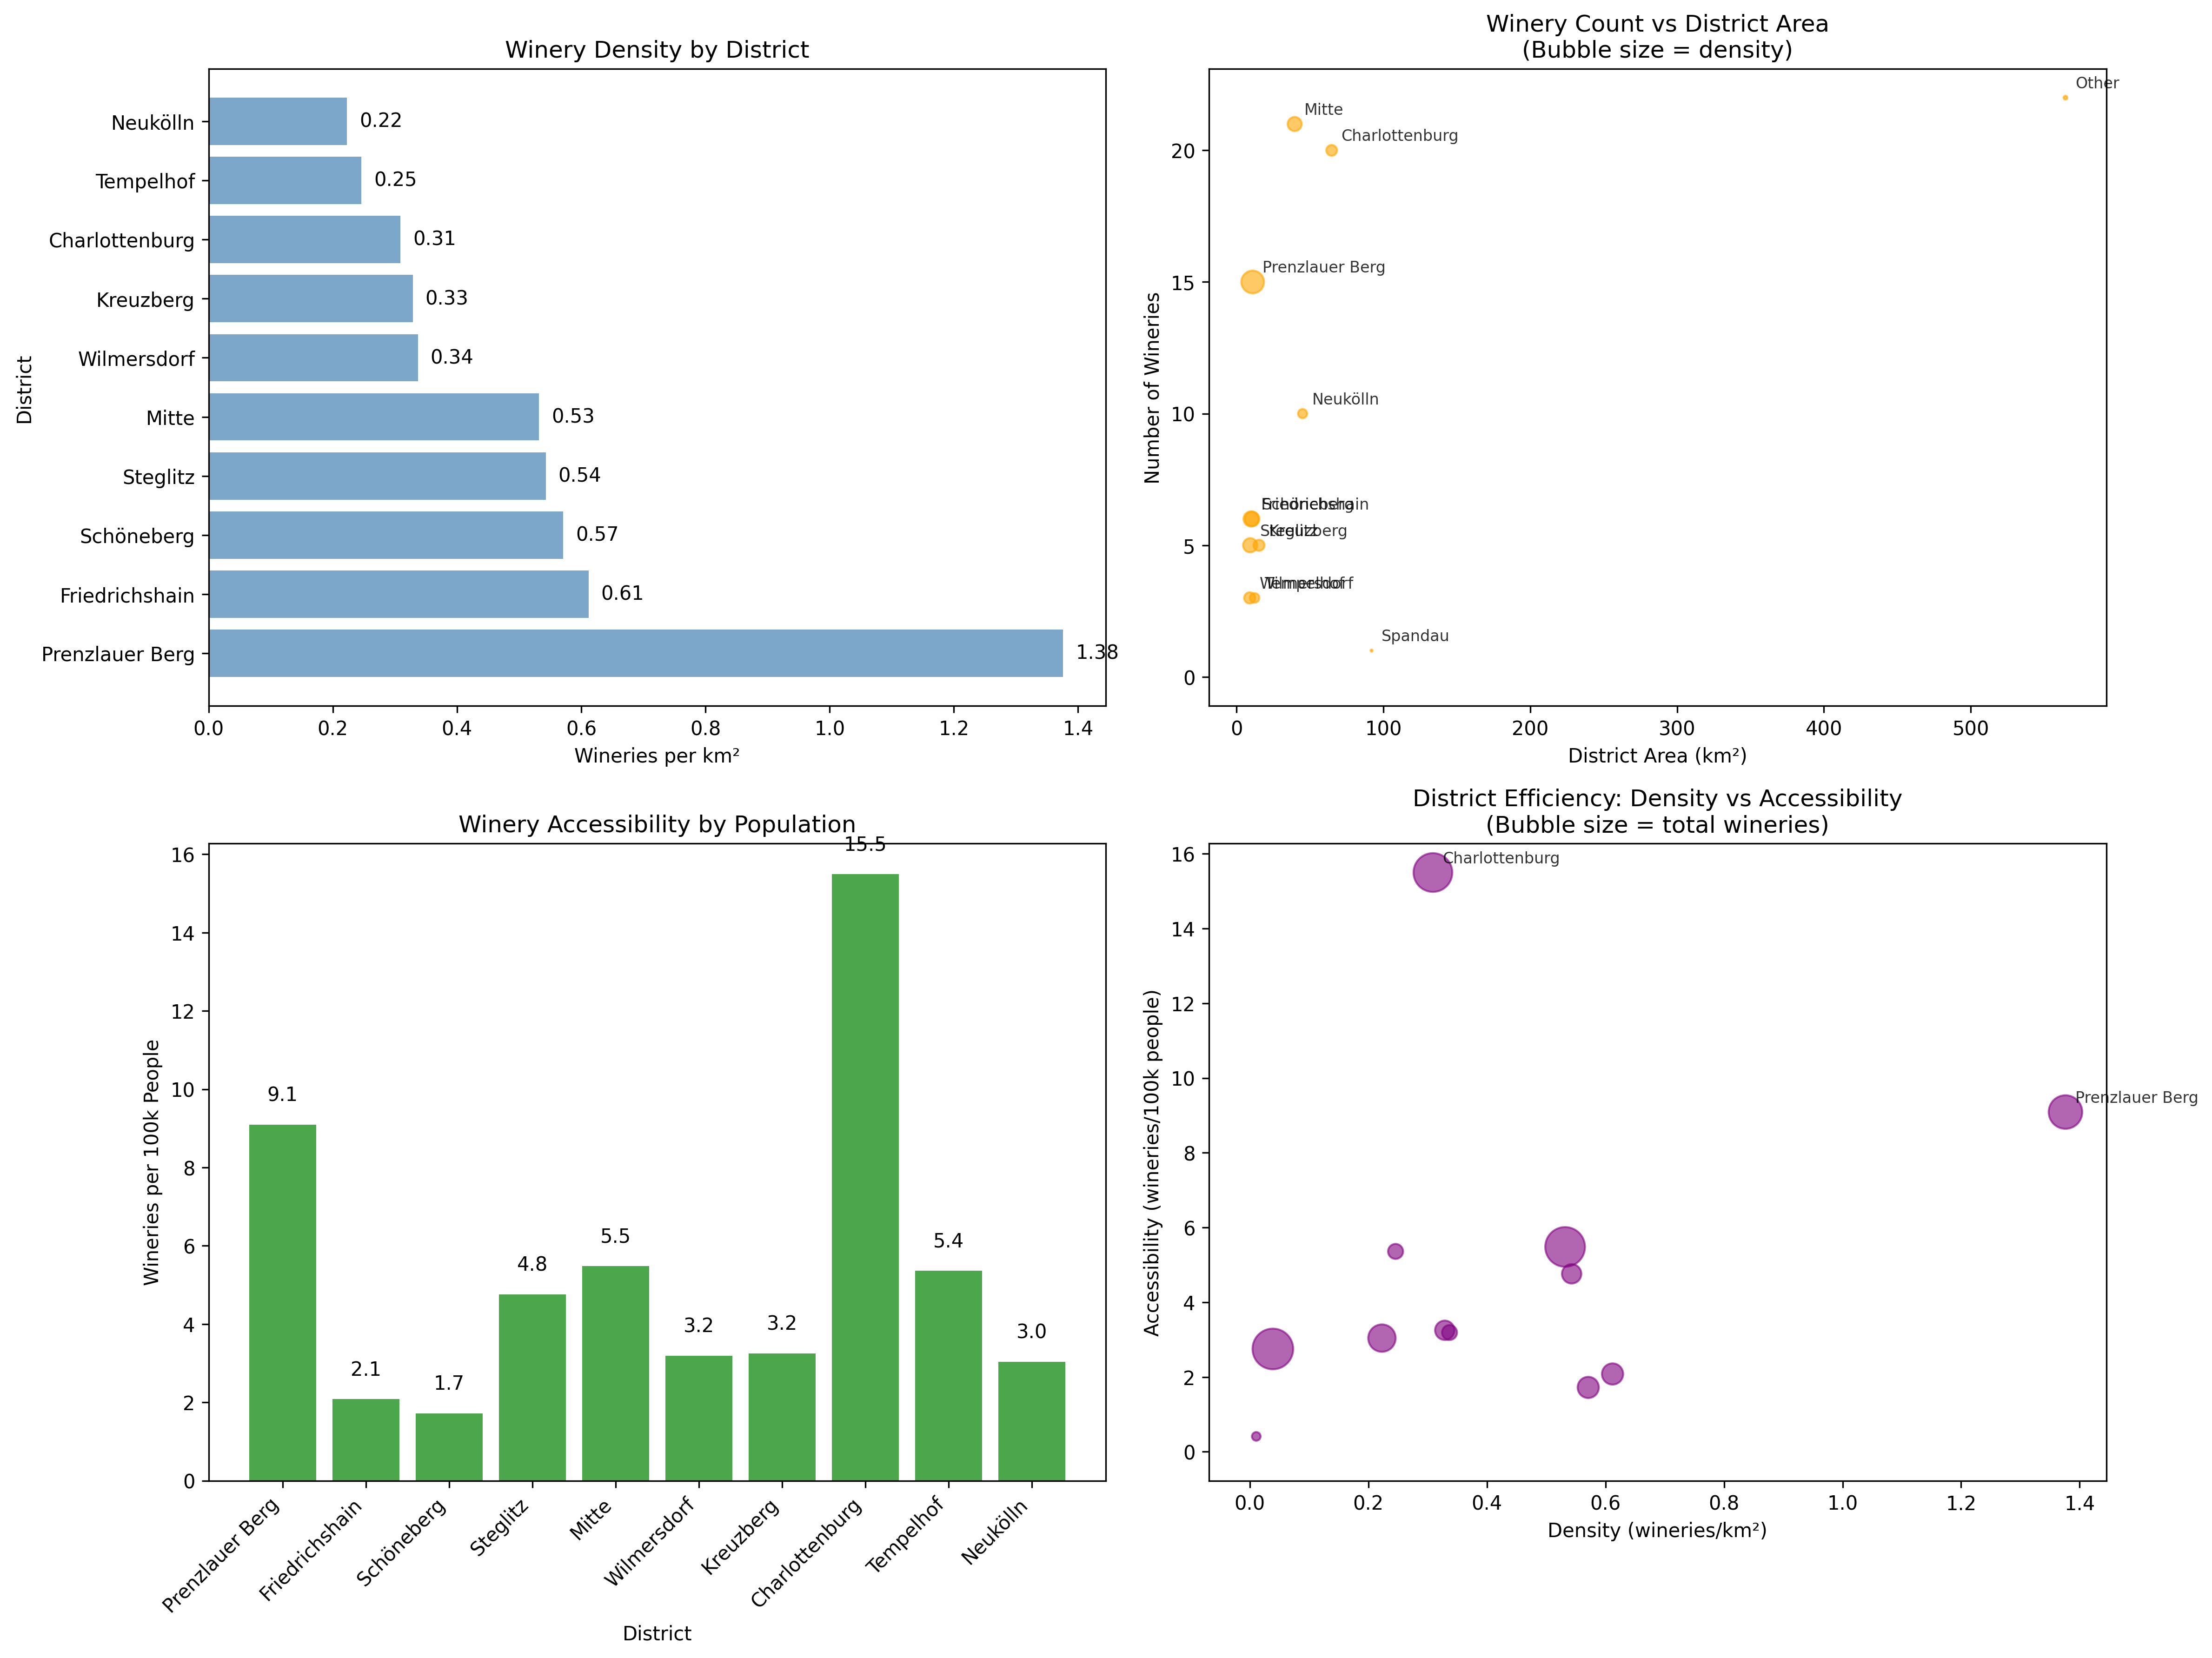 Winery Density by District
District
Neukölln
0.22
Tempelhof
0.25
Charlottenburg
0.31
Kreuzberg
0.33
Wilmersdorf
0.34
Mitte
0.53
Steglitz
0.54
Schöneberg
0.57
Friedrichshain
0.61
Prenzlauer Berg
1.38
0.0 0.2 0.4 0.6 0.8 1.0 1.2 1.4
Wineries per km²
Winery Count vs District Area
(Bubble size = density)
Number of Wineries
20
15
10
5
0
Other
Mitte
Charlottenburg
Prenzlauer Berg
Neukölln
Schöneberg
Friedrichshain
Steglitz
Kreuzberg
Wilmersdorf
Tempelhof
Spandau
0 100 200 300 400 500
District Area (km²)
Winery Accessibility by Population
Wineries per 100k People
16
14
12
10
8
6
4
2
0
9.1
2.1
1.7
4.8
5.5
3.2
3.2
15.5
5.4
3.0
Prenzlauer Berg
Friedrichshain
Schöneberg
Steglitz
Mitte
Wilmersdorf
Kreuzberg
Charlottenburg
Tempelhof
Neukölln
District
District Efficiency: Density vs Accessibility
(Bubble size = total wineries)
Accessibility (wineries/100k people)
16
14
12
10
8
6
4
2
0
Charlottenburg
Prenzlauer Berg
0.0 0.2 0.4 0.6 0.8 1.0 1.2 1.4
Density (wineries/km²)